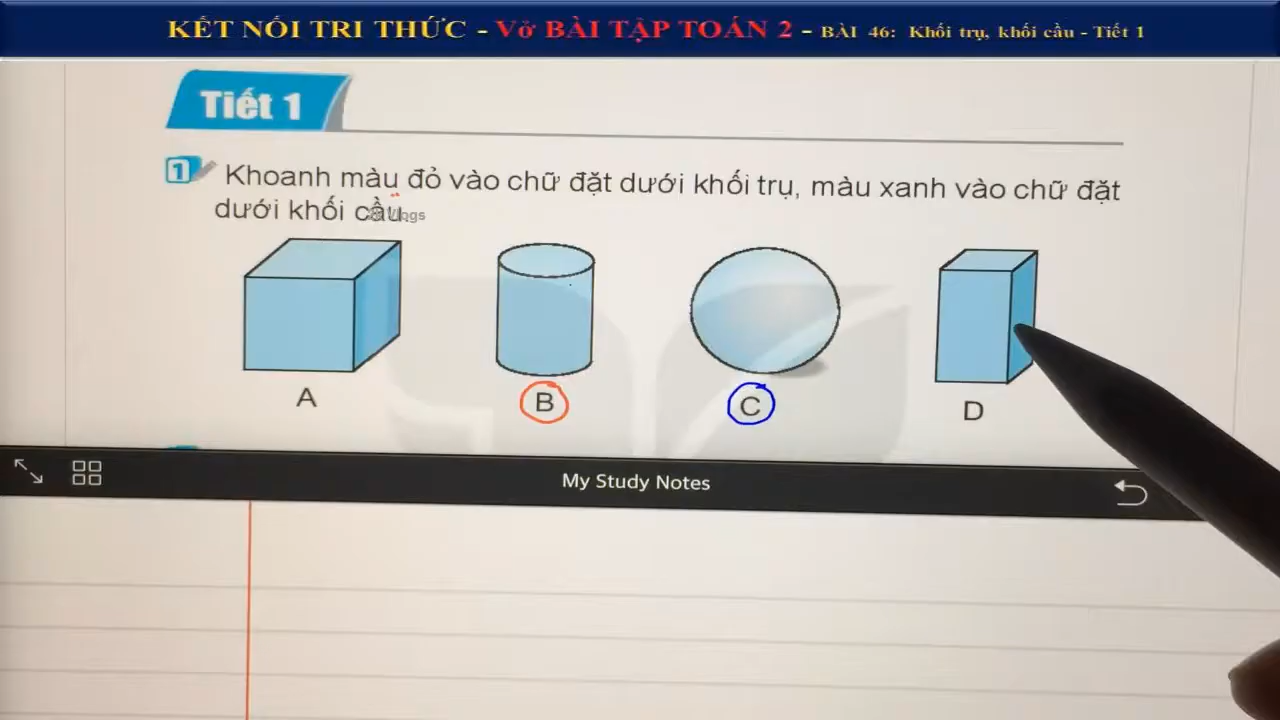 KẾT NỐI TRI THỨC - Vở BÀI TẬP TOÁN 2 - BÀI 46: Khối trụ, khối cầu - Tiết 1
Tiết 1
1 Khoanh màu đỏ vào chữ đặt dưới khối trụ, màu xanh vào chữ đặt
dưới khối cầu.
Vlogs
A B C D
My Study Notes